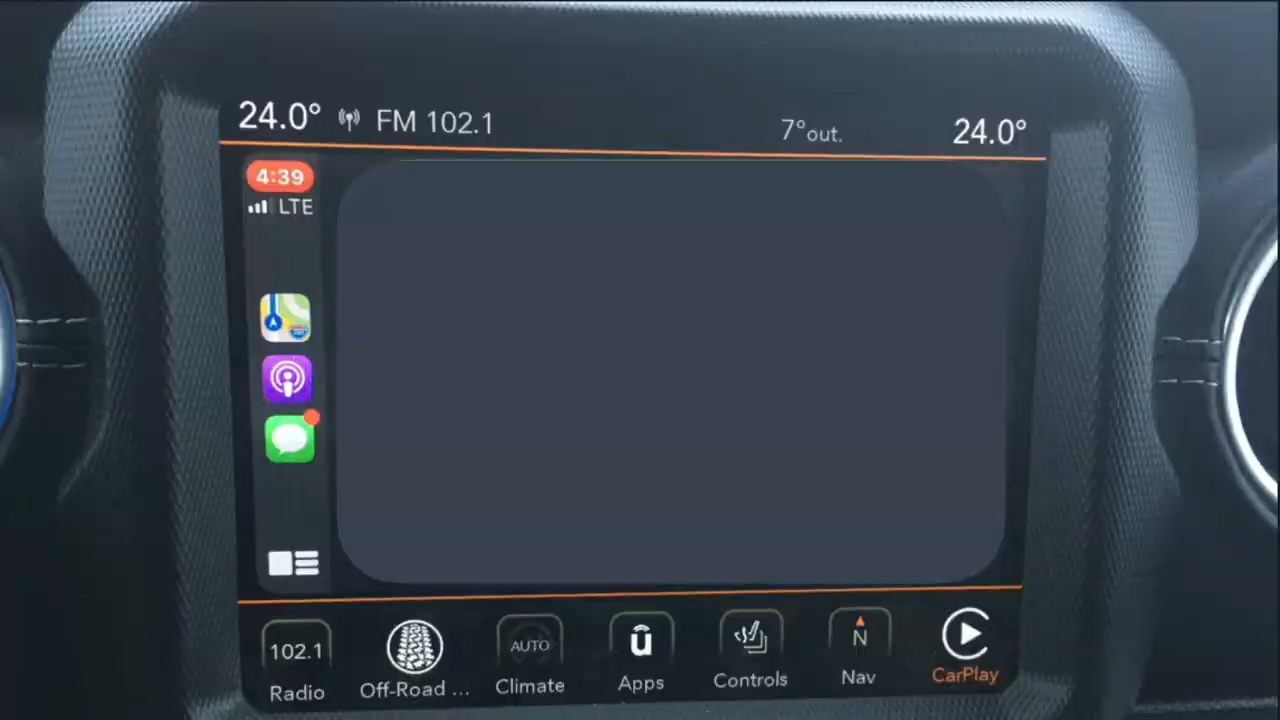 24.0° FM 102.1 7°out. 24.0°
4:39
LTE
102.1 AUTO ū N
Radio Off-Road ... Climate Apps Controls Nav CarPlay